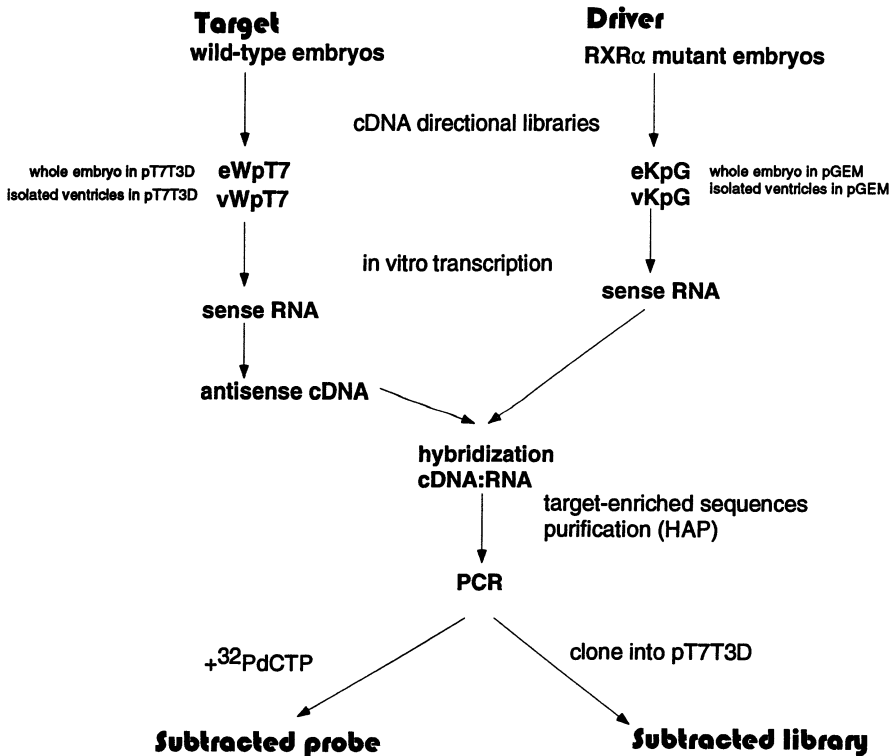 Target
wild-type embryos
Driver
RXRα mutant embryos
cDNA directional libraries
whole embryo in pT7T3D eWpT7
isolated ventricles in pT7T3D vWpT7
eKpG whole embryo in pGEM
vKpG isolated ventricles in pGEM
in vitro transcription
sense RNA
sense RNA
antisense cDNA
hybridization
cDNA:RNA
target-enriched sequences
purification (HAP)
PCR
+32PdCTP
clone into pT7T3D
Subtracted probe
Subtracted library